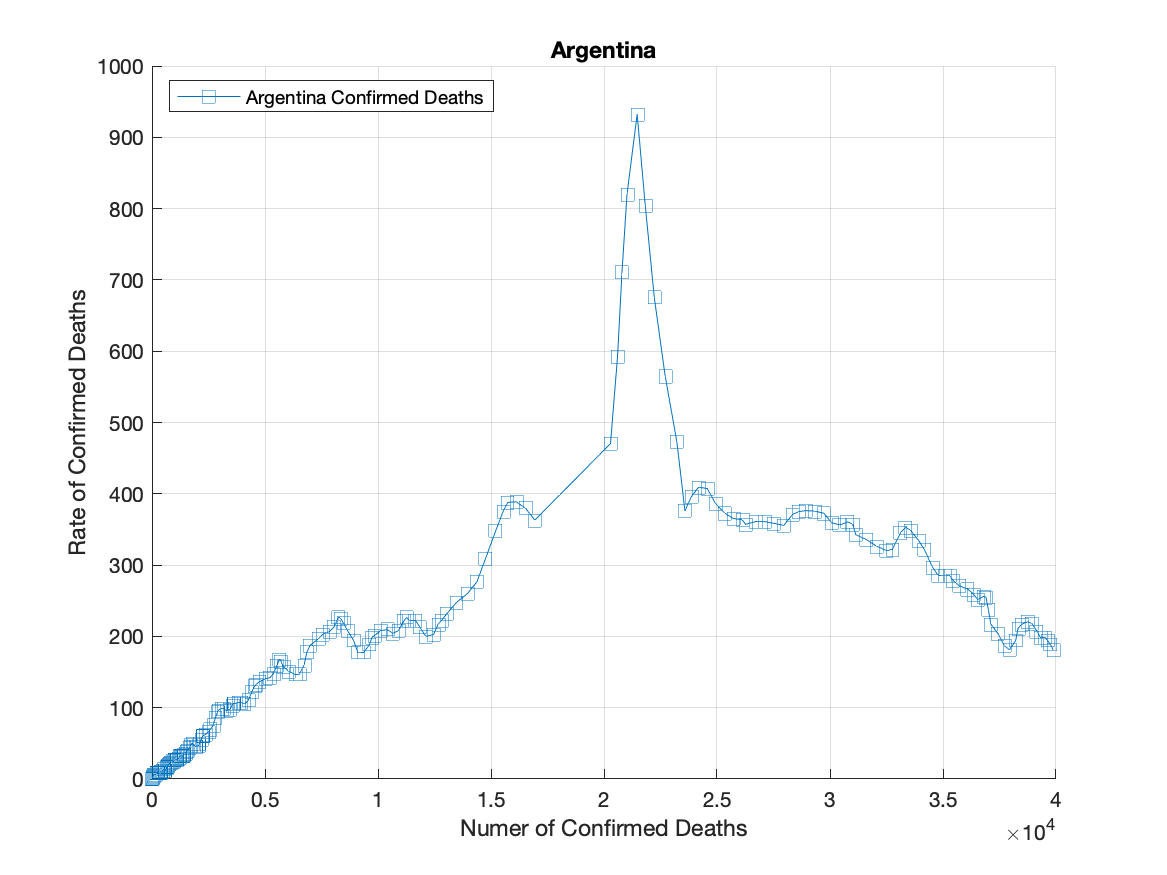 Argentina
Argentina Confirmed Deaths
1000
900
800
700
600
500
400
300
200
100
0
Rate of Confirmed Deaths
0 0.5 1 1.5 2 2.5 3 3.5 4
Numer of Confirmed Deaths
×10⁴